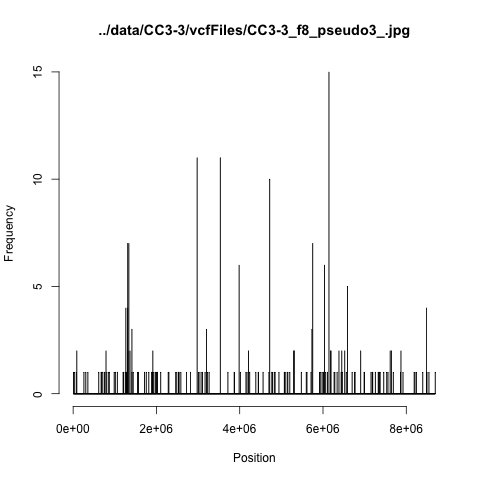 ../data/CC3-3/vcfFiles/CC3-3_f8_pseudo3_.jpg
15
10
5
0
Frequency
0e+00 2e+06 4e+06 6e+06 8e+06
Position